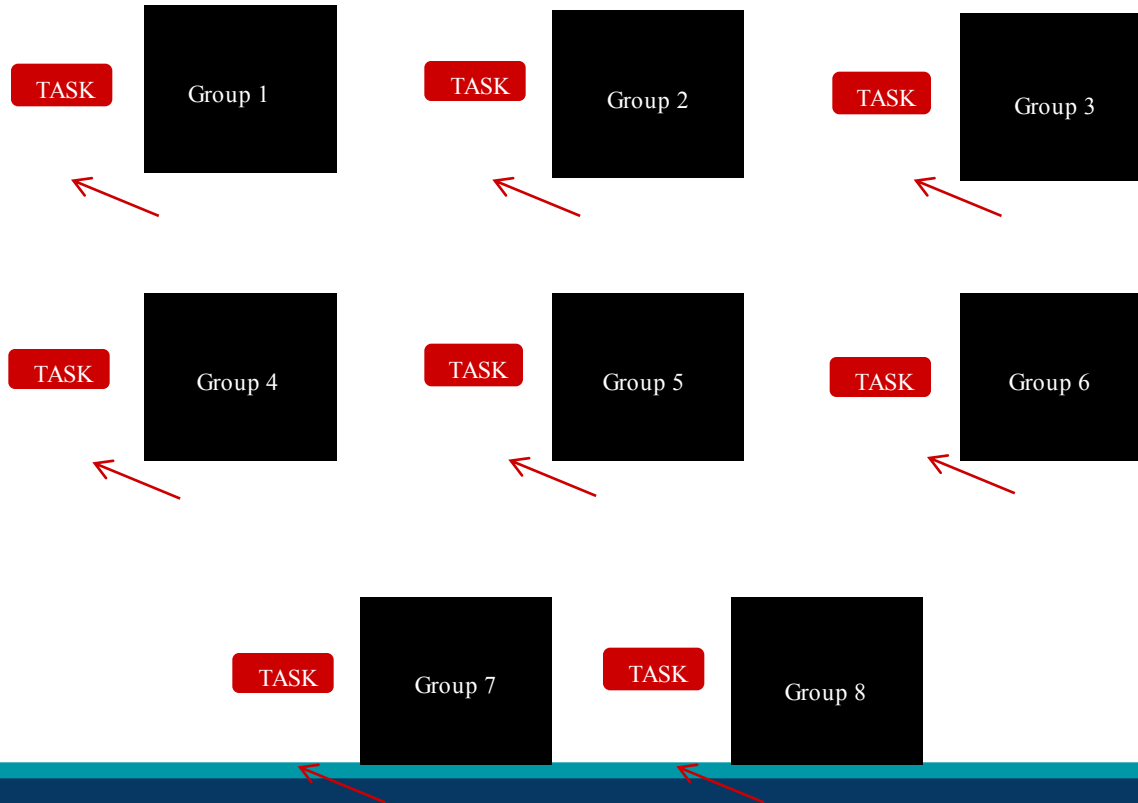 TASK
Group 1
TASK
Group 2
TASK
Group 3
TASK
Group 4
TASK
Group 5
TASK
Group 6
TASK
Group 7
TASK
Group 8